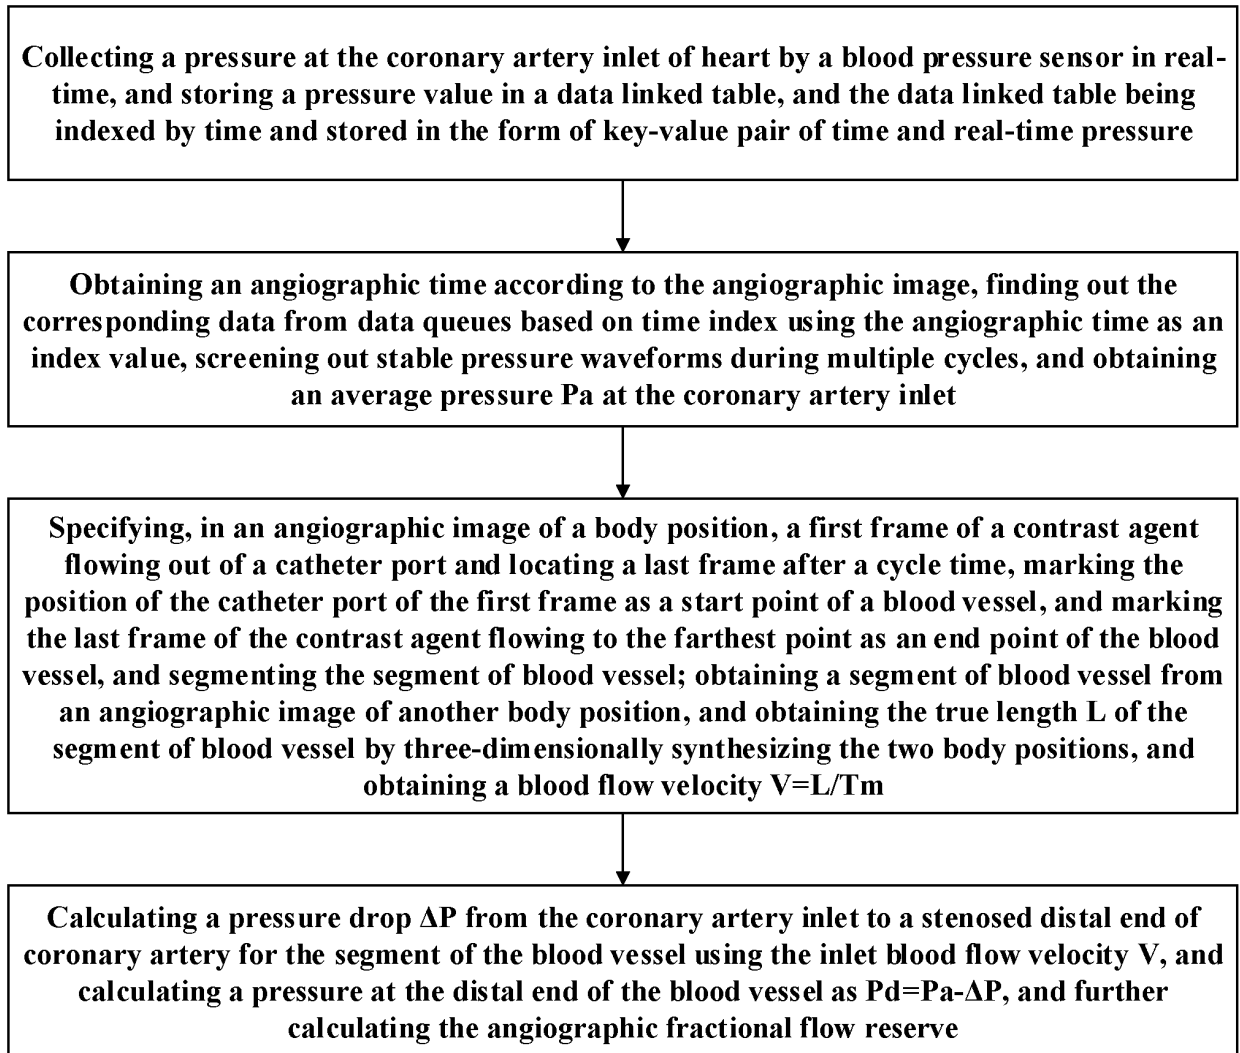 Collecting a pressure at the coronary artery inlet of heart by a blood pressure sensor in real-
time, and storing a pressure value in a data linked table, and the data linked table being
indexed by time and stored in the form of key-value pair of time and real-time pressure
Obtaining an angiographic time according to the angiographic image, finding out the
corresponding data from data queues based on time index using the angiographic time as an
index value, screening out stable pressure waveforms during multiple cycles, and obtaining
an average pressure Pa at the coronary artery inlet
Specifying, in an angiographic image of a body position, a first frame of a contrast agent
flowing out of a catheter port and locating a last frame after a cycle time, marking the
position of the catheter port of the first frame as a start point of a blood vessel, and marking
the last frame of the contrast agent flowing to the farthest point as an end point of the blood
vessel, and segmenting the segment of blood vessel; obtaining a segment of blood vessel from
an angiographic image of another body position, and obtaining the true length L of the
segment of blood vessel by three-dimensionally synthesizing the two body positions, and
obtaining a blood flow velocity V=L/Tm
Calculating a pressure drop ΔP from the coronary artery inlet to a stenosed distal end of
coronary artery for the segment of the blood vessel using the inlet blood flow velocity V, and
calculating a pressure at the distal end of the blood vessel as Pd=Pa-ΔP, and further
calculating the angiographic fractional flow reserve